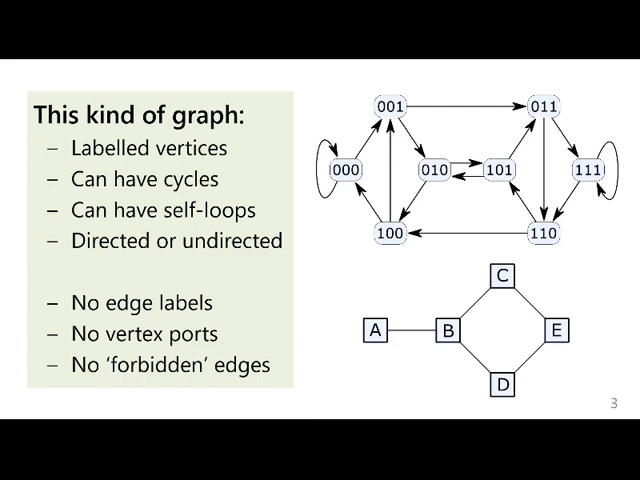 This kind of graph:
– Labelled vertices
– Can have cycles
– Can have self-loops
– Directed or undirected
– No edge labels
– No vertex ports
– No ‘forbidden’ edges
001 011
000 010 101 111
100 110
C
A B E
D
3